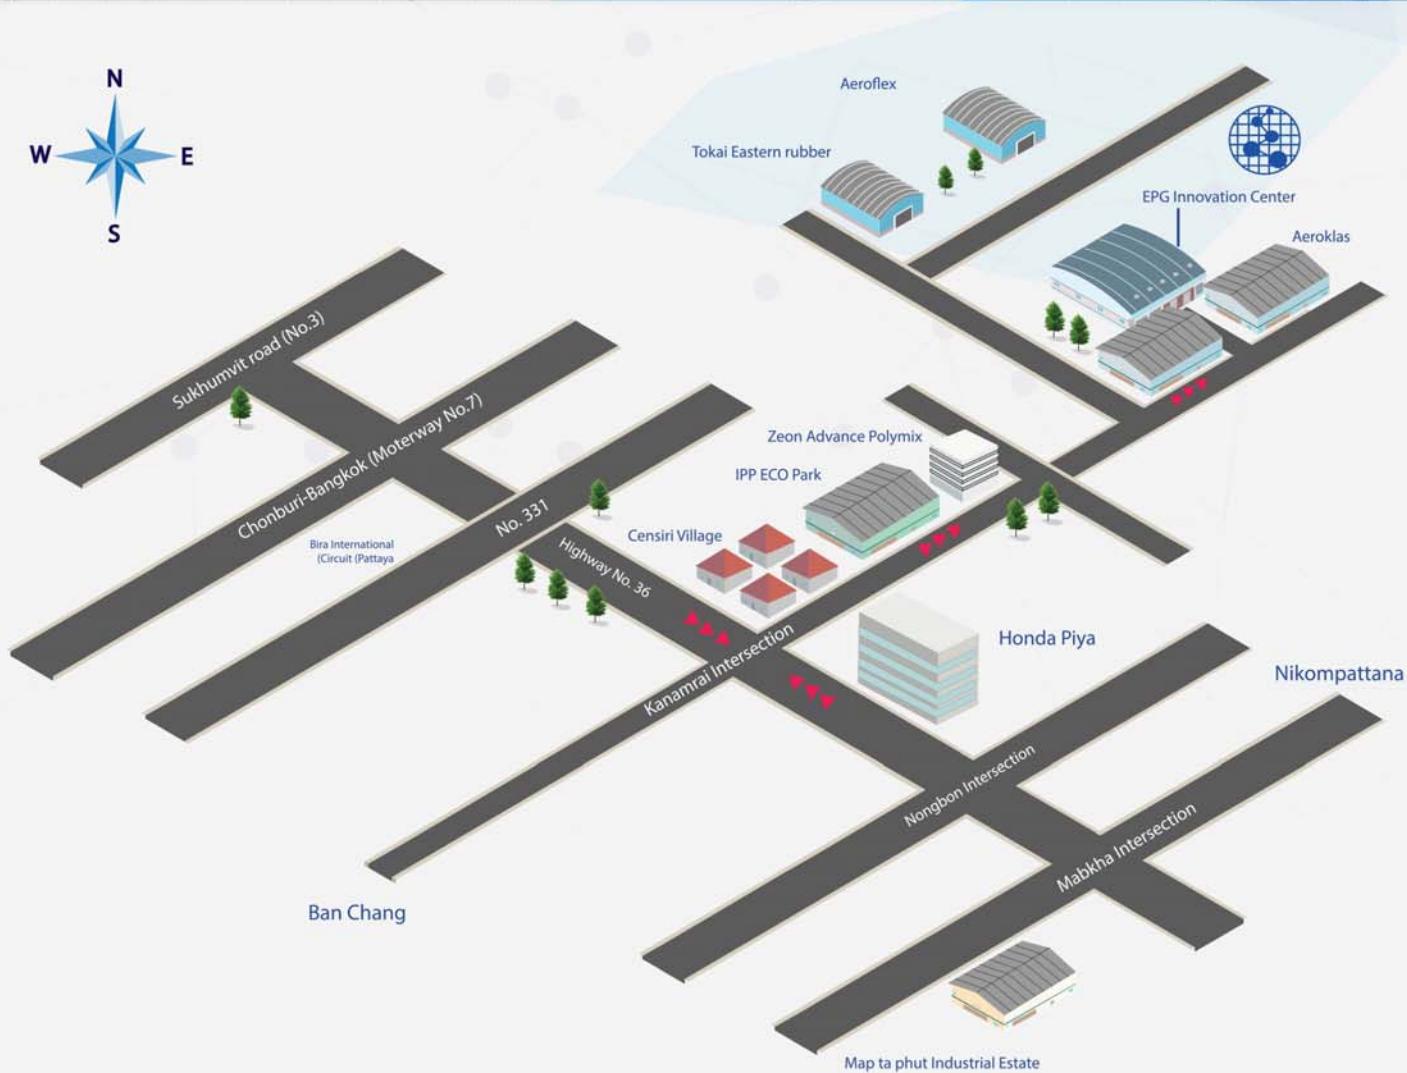 N
W
E
S
Aeroflex
Tokai Eastern rubber
EPG Innovation Center
Aeroklas
Sukhumvit road (No.3)
Chonburi-Bangkok (Moterway No.7)
No. 331
Bira International
(Circuit (Pattaya
Highway No. 36
Zeon Advance Polymix
IPP ECO Park
Censiri Village
Kanamrai Intersection
Honda Piya
Nikompattana
Nongbon Intersection
Mabkha Intersection
Ban Chang
Map ta phut Industrial Estate